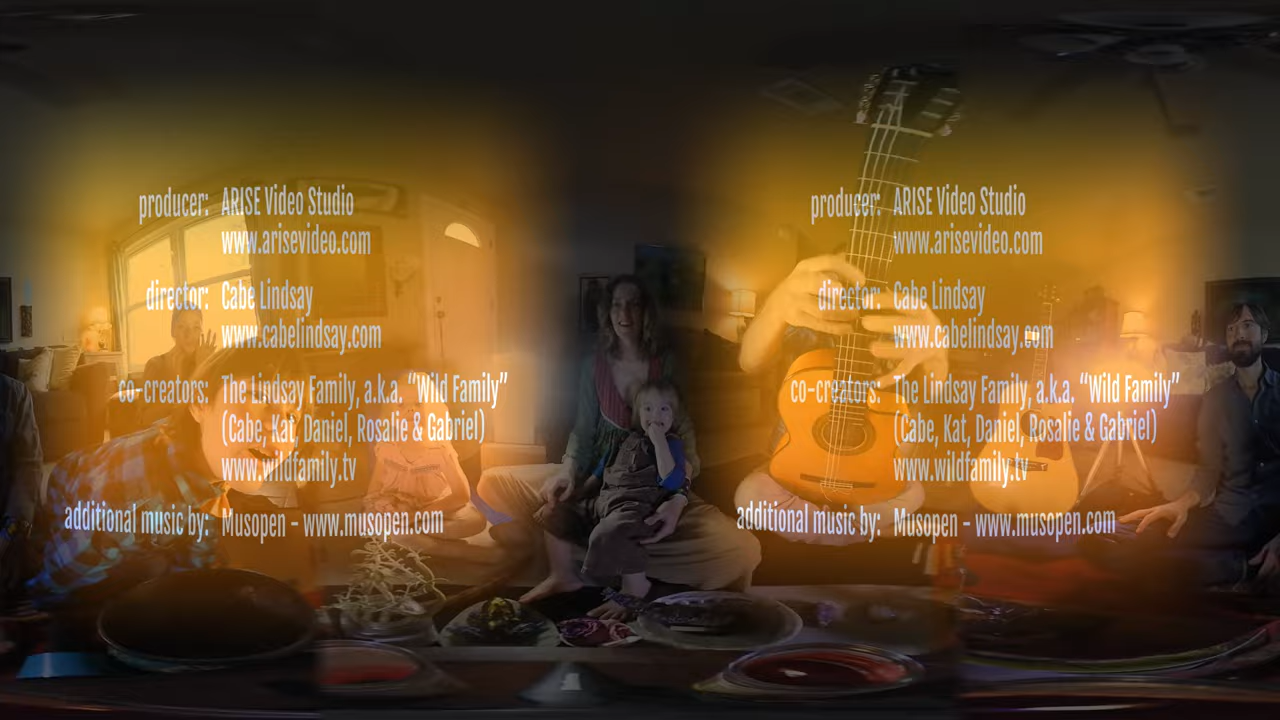 producer: ARISE Video Studio
www.arisevideo.com
director: Cabe Lindsay
www.cabelindsay.com
co-creators: The Lindsay Family, a.k.a. “Wild Family”
(Cabe, Kat, Daniel, Rosalie & Gabriel)
www.wildfamily.tv
additional music by: Musopen - www.musopen.com
producer: ARISE Video Studio
www.arisevideo.com
director: Cabe Lindsay
www.cabelindsay.com
co-creators: The Lindsay Family, a.k.a. “Wild Family”
(Cabe, Kat, Daniel, Rosalie & Gabriel)
www.wildfamily.tv
additional music by: Musopen - www.musopen.com